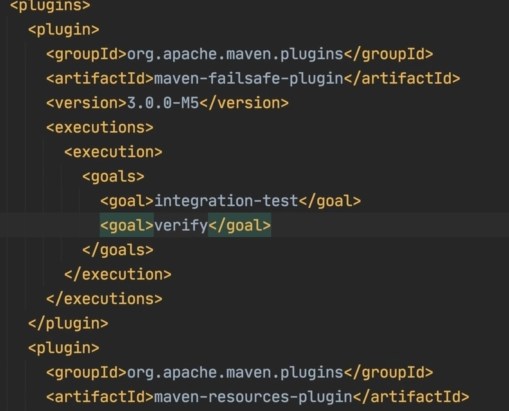 <plugins>
<plugin>
<groupId>org.apache.maven.plugins</groupId>
<artifactId>maven-failsafe-plugin</artifactId>
<version>3.0.0-M5</version>
<executions>
<execution>
<goals>
<goal>integration-test</goal>
<goal>verify</goal>
</goals>
</execution>
</executions>
</plugin>
<plugin>
<groupId>org.apache.maven.plugins</groupId>
<artifactId>maven-resources-plugin</artifactId>